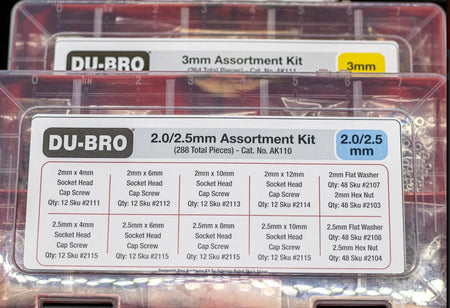 DU-BRO
3mm Assortment Kit
(264 Total Pieces) - Cat. No. AK111
3mm
DU-BRO
2.0/2.5mm Assortment Kit
(288 Total Pieces) - Cat. No. AK110
2.0/2.5
mm
2mm x 4mm
Socket Head
Cap Screw
Qty: 12 Sku #2111
2mm x 6mm
Socket Head
Cap Screw
Qty: 12 Sku #2112
2mm x 10mm
Socket Head
Cap Screw
Qty: 12 Sku #2113
2mm x 12mm
Socket Head
Cap Screw
Qty: 12 Sku #2114
2mm Flat Washer
Qty: 48 Sku #2107
2mm Hex Nut
Qty: 48 Sku #2103
2.5mm x 4mm
Socket Head
Cap Screw
Qty: 12 Sku #2115
2.5mm x 6mm
Socket Head
Cap Screw
Qty: 12 Sku #2115
2.5mm x 8mm
Socket Head
Cap Screw
Qty: 12 Sku #2115
2.5mm x 10mm
Socket Head
Cap Screw
Qty: 12 Sku #2115
2.5mm Flat Washer
Qty: 48 Sku #2108
2.5mm Hex Nut
Qty: 48 Sku #2104